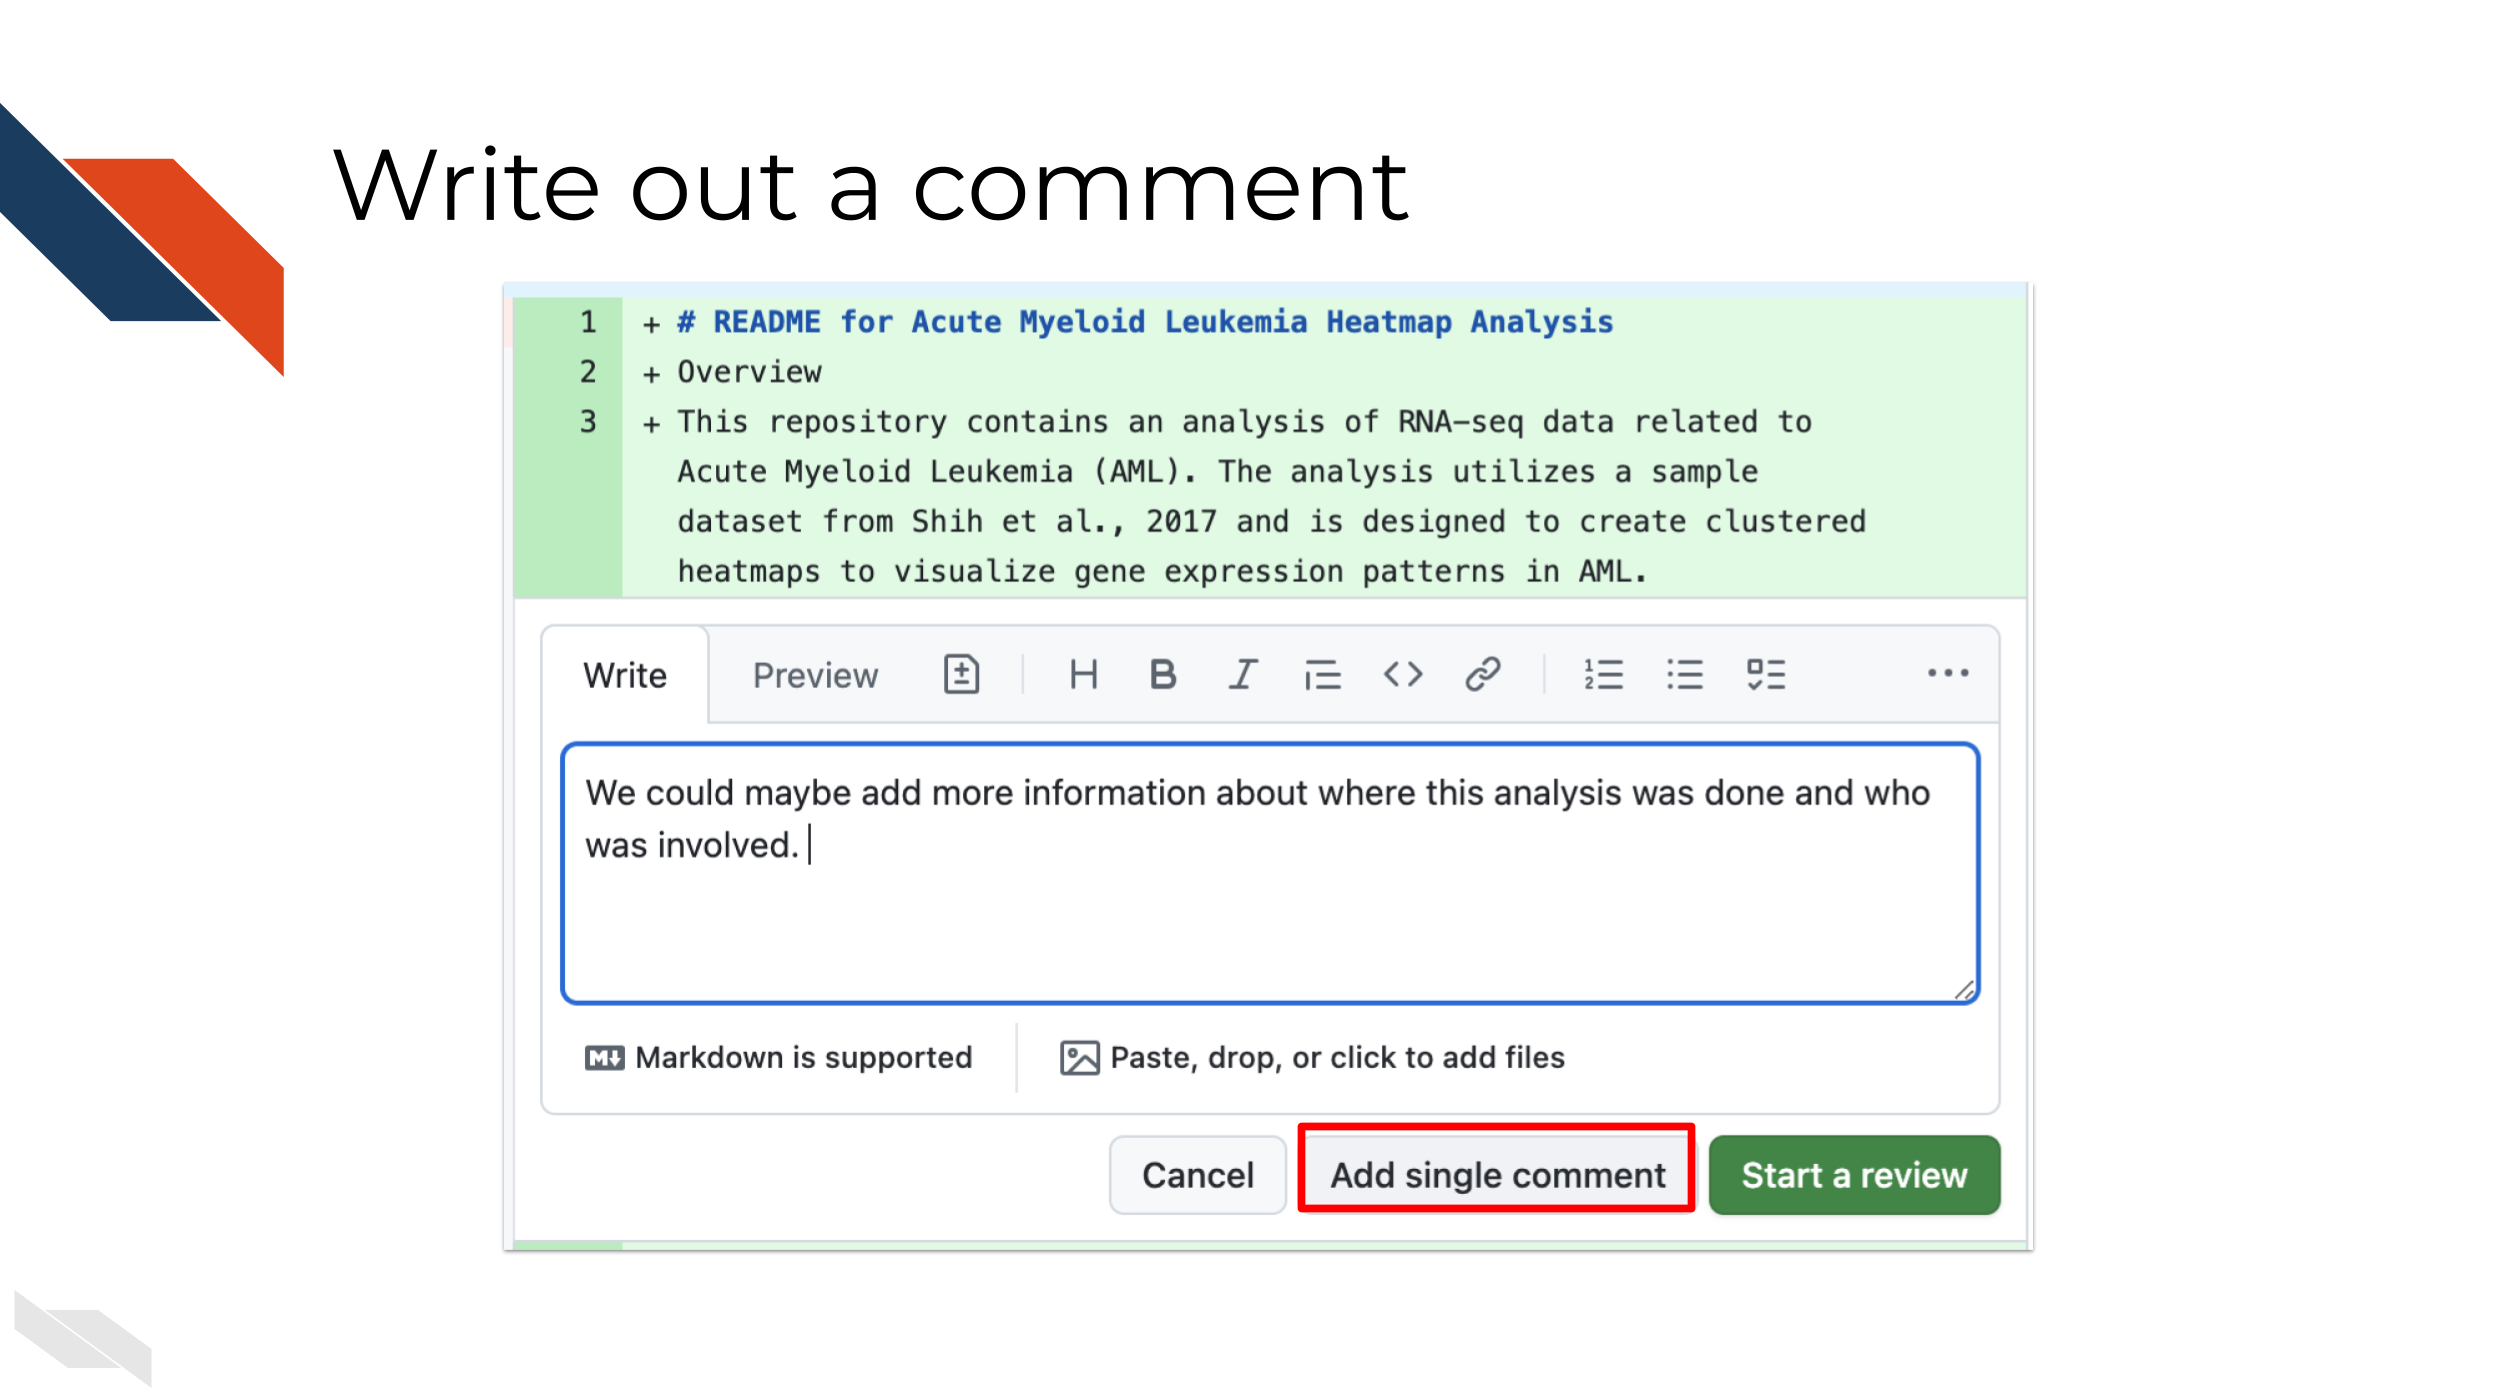 Write out a comment
1 + # README for Acute Myeloid Leukemia Heatmap Analysis
2 + Overview
3 + This repository contains an analysis of RNA-seq data related to
Acute Myeloid Leukemia (AML). The analysis utilizes a sample
dataset from Shih et al., 2017 and is designed to create clustered
heatmaps to visualize gene expression patterns in AML.
Write Preview
We could maybe add more information about where this analysis was done and who
was involved.
Markdown is supported Paste, drop, or click to add files
Cancel Add single comment Start a review